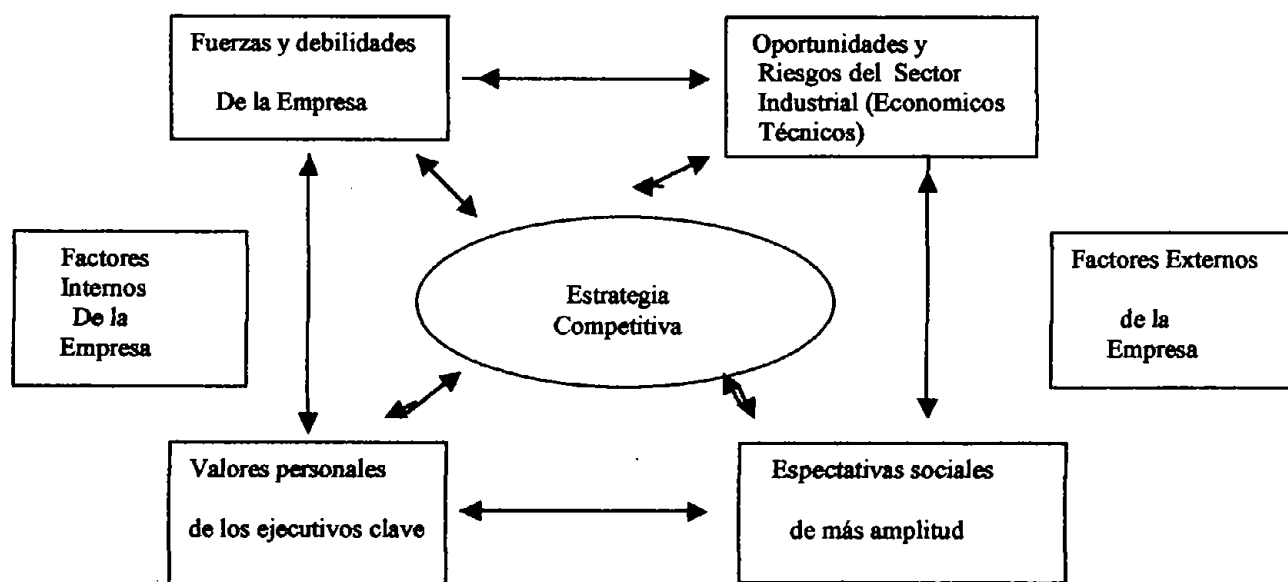 Fuerzas y debilidades
De la Empresa
Oportunidades y
Riesgos del Sector
Industrial (Economicos
Técnicos)
Factores
Internos
De la
Empresa
Estrategia
Competitiva
Factores Externos
de la
Empresa
Valores personales
de los ejecutivos clave
Espectativas sociales
de más amplitud